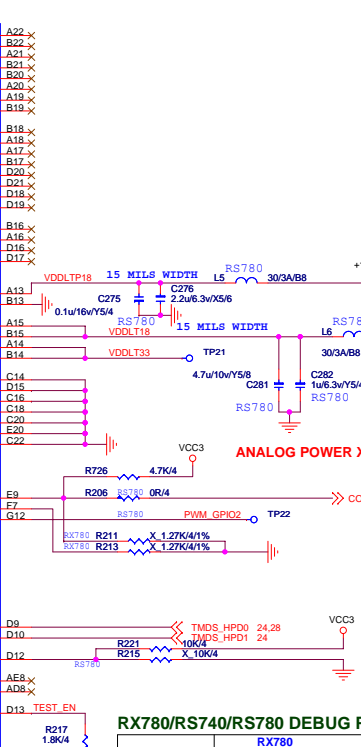 A22
B22
A21
B21
B20
A20
A19
B19
B18
A18
A17
B17
D20
D21
D18
D19
B16
A16
D16
D17
RS780
VDDLTP18 15 MILS WIDTH L5 30/3A/B8
A13
B13
C275 C276
2.2u/6.3v/X5/6
0.1u/16v/Y5/4
RS780
15 MILS WIDTH
A15
B15 VDDLT18 L6
A14
B14 VDDLT33 TP21
30/3A/B8
4.7u/10v/Y5/8 C282
C281 1u/6.3v/Y5/4
RS780 RS780
C14
D15
C16
C18
C20
E20
C22
VCC3
ANALOG POWER
R726 4.7K/4
E9 R206 RS780 0R/4
F7
G12 RS780 PWM_GPIO2 TP22
RX780 R211 X_1.27K/4/1%
RX780 R213 X_1.27K/4/1%
D9 TMDS_HPD0 24,28
D10 TMDS_HPD1 24
VCC3
R221 10K/4
D12 R215 X_10K/4
RS780
AE8
AD8
D13 TEST_EN
R217
1.8K/4
RX780/RS740/RS780 DEBUG
RX780